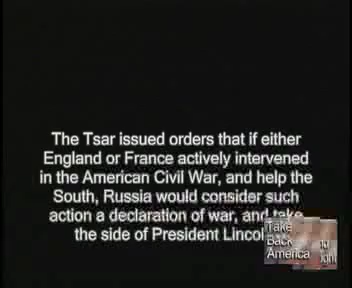 The Tsar issued orders that if either
England or France actively intervened
in the American Civil War, and help the
South, Russia would consider such
action a declaration of war, and take
the side of President Lincol
Take
Back
America